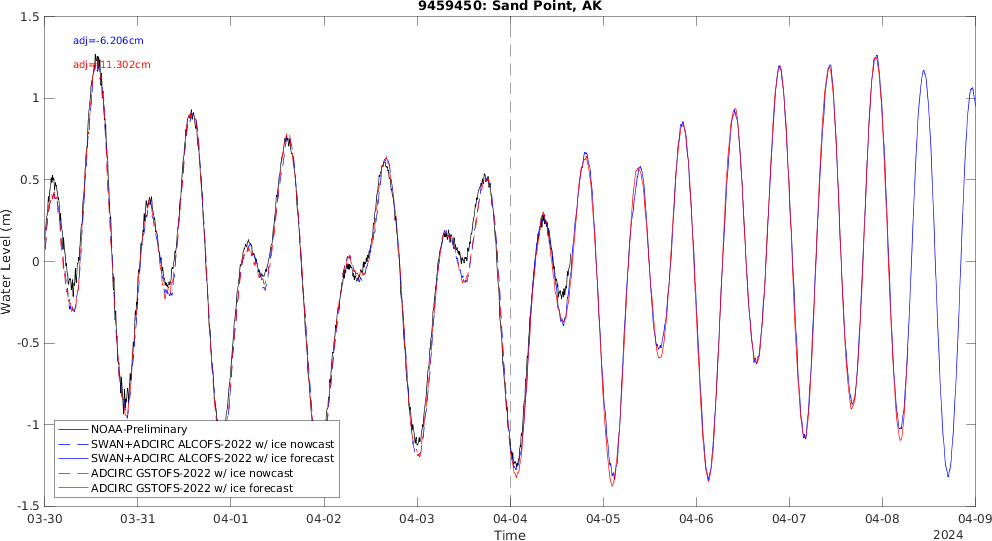 9459450: Sand Point, AK
adj=-6.206cm
adj=-11.302cm
1.5
1
0.5
0
-0.5
-1
-1.5
Water Level (m)
NOAA-Preliminary
SWAN+ADCIRC ALCOFS-2022 w/ ice nowcast
SWAN+ADCIRC ALCOFS-2022 w/ ice forecast
ADCIRC GSTOFS-2022 w/ ice nowcast
ADCIRC GSTOFS-2022 w/ ice forecast
03-30 03-31 04-01 04-02 04-03 04-04 04-05 04-06 04-07 04-08 04-09
Time
2024